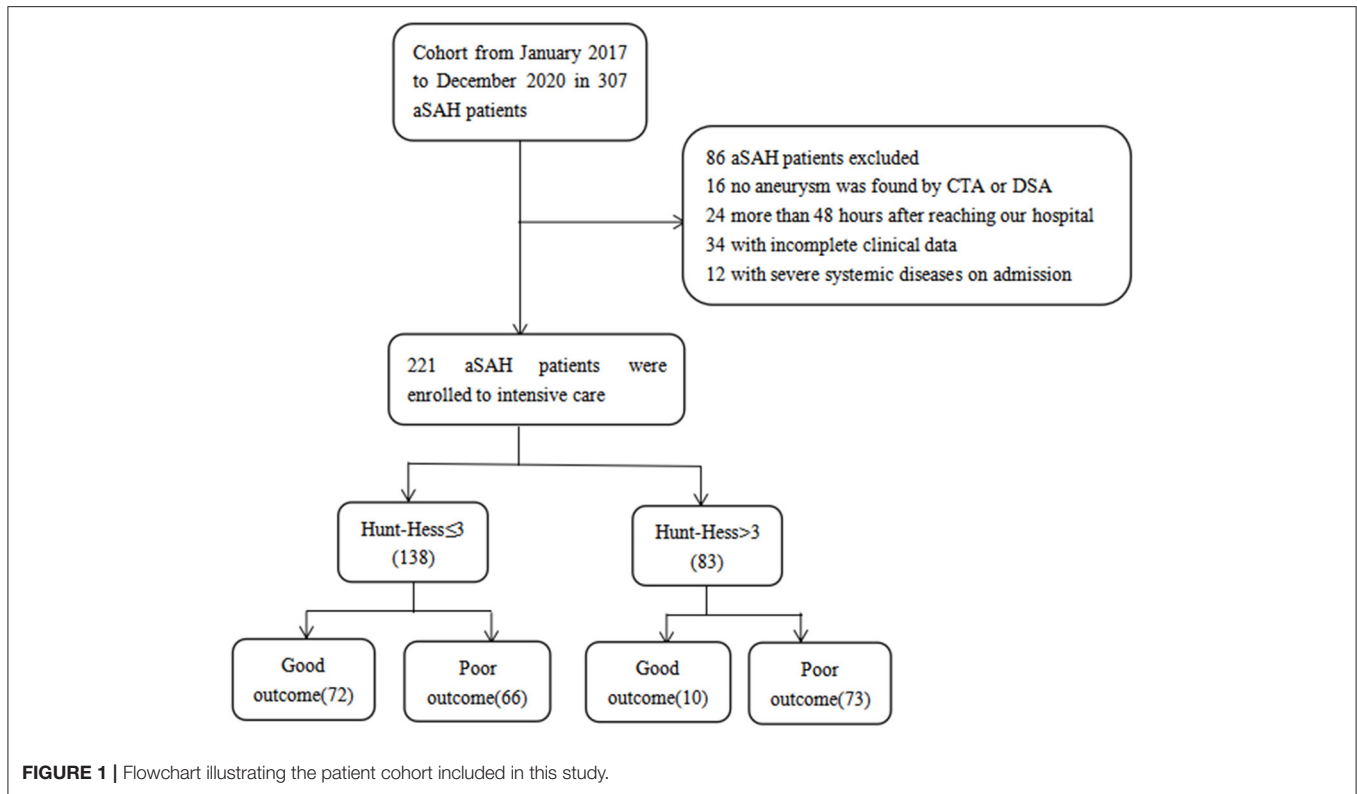 Cohort from January 2017
to December 2020 in 307
aSAH patients
86 aSAH patients excluded
16 no aneurysm was found by CTA or DSA
24 more than 48 hours after reaching our hospital
34 with incomplete clinical data
12 with severe systemic diseases on admission
221 aSAH patients were
enrolled to intensive care
Hunt-Hess≤3
(138)
Hunt-Hess>3
(83)
Good
outcome(72)
Poor
outcome(66)
Good
outcome(10)
Poor
outcome(73)
FIGURE 1 | Flowchart illustrating the patient cohort included in this study.